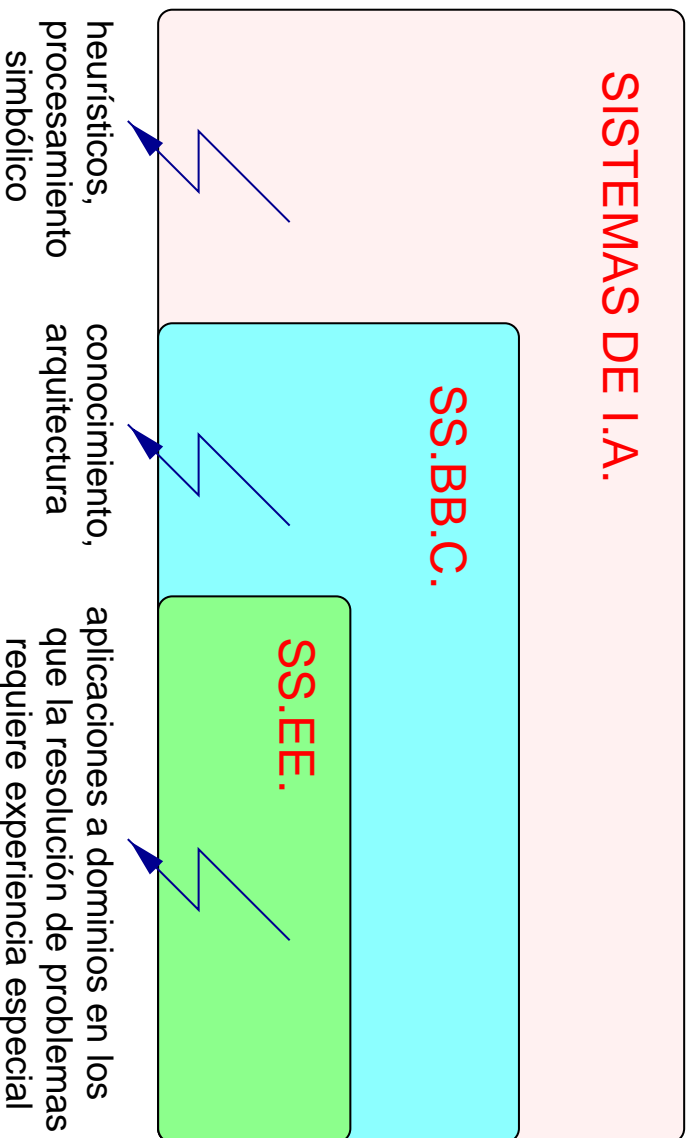 SISTEMAS DE I.A.
SS.BB.C.
SS.EE.
heurísticos,
procesamiento
simbólico
conocimiento,
arquitectura
aplicaciones a dominios en los
que la resolución de problemas
requiere experiencia especial